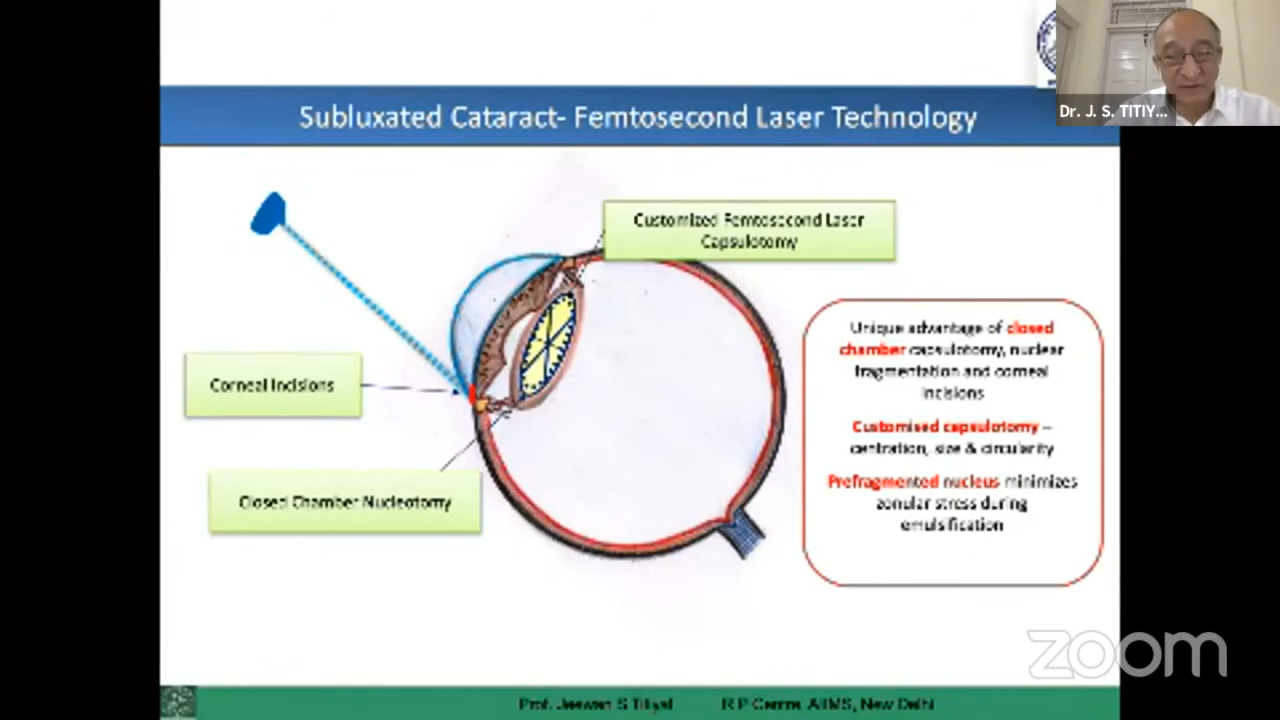 Dr. J. S. TITIY...
Subluxated Cataract- Femtosecond Laser Technology
Customized Femtosecond Laser
Capsulotomy
Corneal Incisions
Closed Chamber Nucleotomy
Unique advantage of closed
chamber capsulotomy, nuclear
fragmentation and corneal
incisions
Customised capsulotomy –
centration, size & circularity
Prefragmented nucleus minimizes
zonular stress during
emulsification
zoom
Prof. Jeewan S Titiyal R P Centre, AIIMS, New Delhi